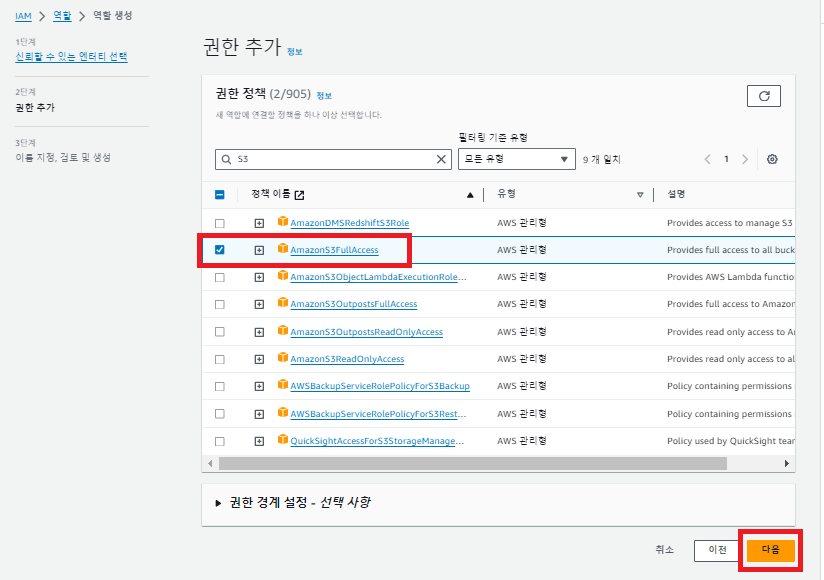 IAM > 역할 > 역할 생성
1단계
신뢰할 수 있는 엔터티 선택
2단계
권한 추가
3단계
이름 지정, 검토 및 생성
권한 추가 정보
권한 정책 (2/905) 정보
새 역할에 연결할 정책을 하나 이상 선택합니다.
필터링 기준 유형
S3
모든 유형
9 개 일치
1
정책 이름 유형 설명
AmazonDMSRedshiftS3Role AWS 관리형 Provides access to manage S3
AmazonS3FullAccess AWS 관리형 Provides full access to all buck
AmazonS3ObjectLambdaExecutionRole... AWS 관리형 Provides AWS Lambda functio
AmazonS3OutpostsFullAccess AWS 관리형 Provides full access to Amazon
AmazonS3OutpostsReadOnlyAccess AWS 관리형 Provides read only access to A
AmazonS3ReadOnlyAccess AWS 관리형 Provides read only access to al
AWSBackupServiceRolePolicyForS3Backup AWS 관리형 Policy containing permissions
AWSBackupServiceRolePolicyForS3Rest... AWS 관리형 Policy containing permissions
QuickSightAccessForS3StorageManage... AWS 관리형 Policy used by QuickSight tean
권한 경계 설정 - 선택 사항
취소
이전
다음